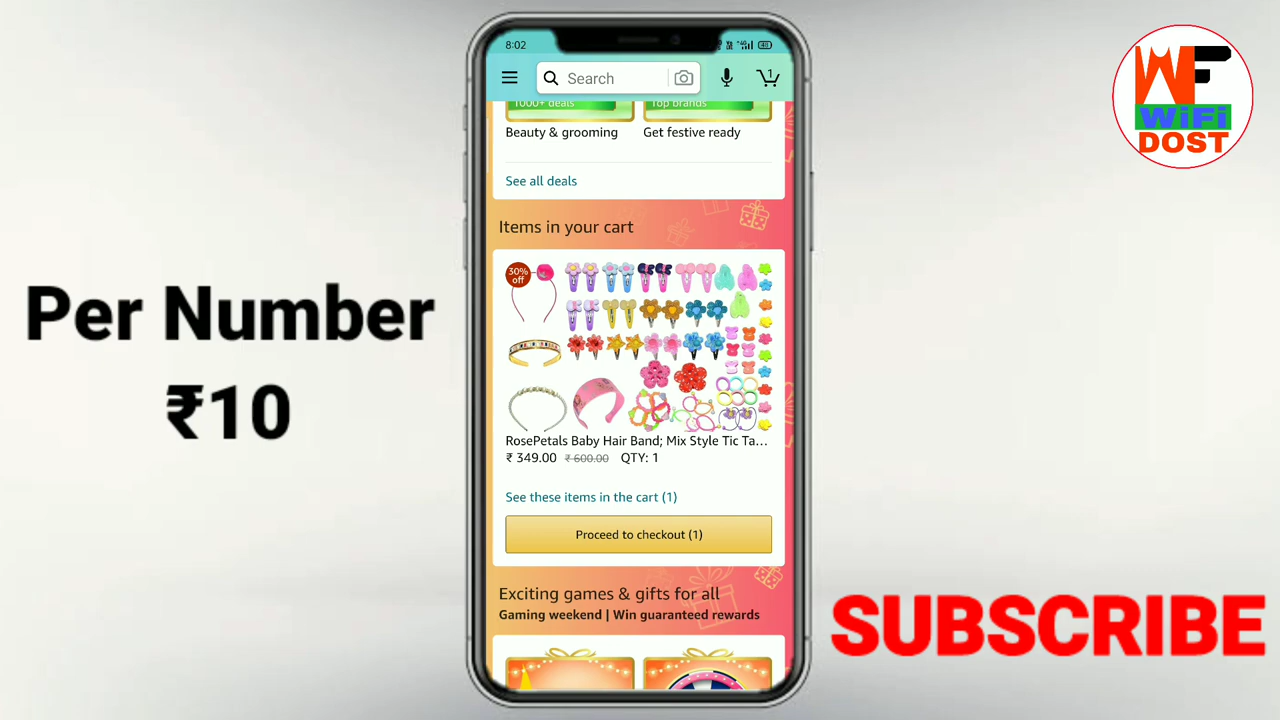 Per Number
₹10
8:02
Search
1
1000+ deals
Top brands
Beauty & grooming
Get festive ready
See all deals
Items in your cart
30%
off
RosePetals Baby Hair Band; Mix Style Tic Ta...
₹ 349.00 ₹ 600.00 QTY: 1
See these items in the cart (1)
Proceed to checkout (1)
Exciting games & gifts for all
Gaming weekend | Win guaranteed rewards
WF
WiFi
DOST
SUBSCRIBE